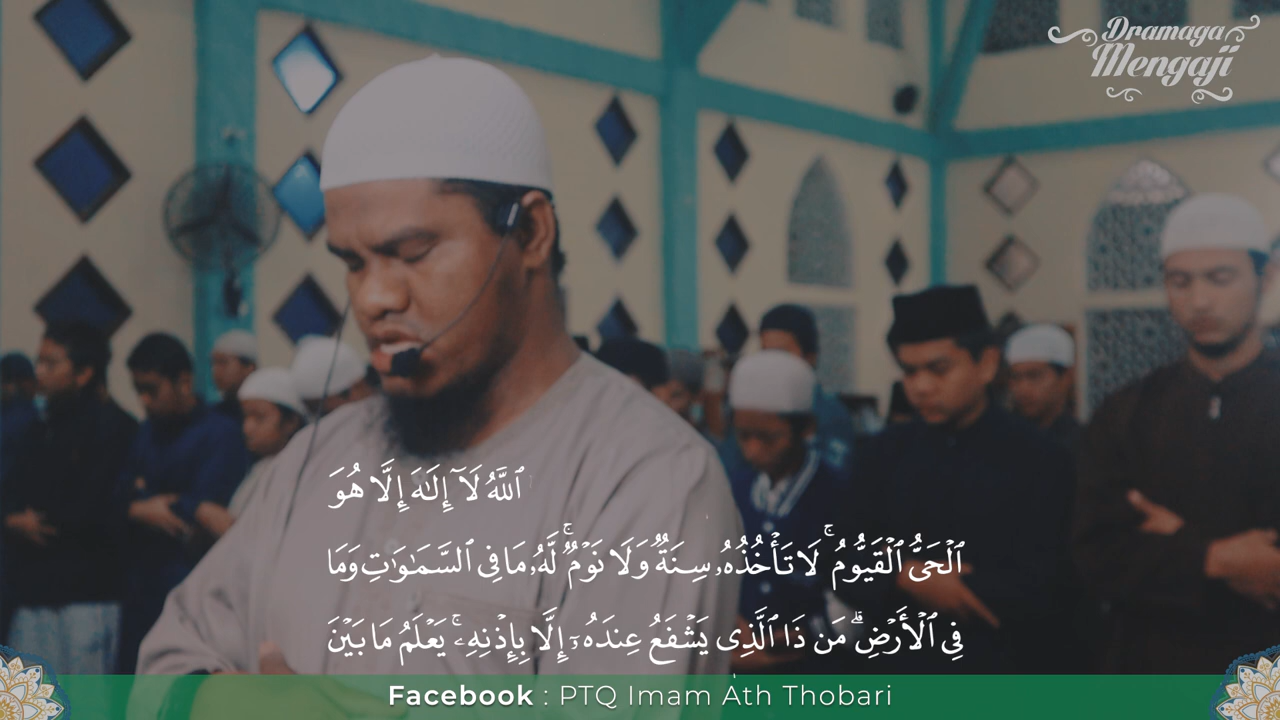 Dramaga
Mengaji
ٱللَّهُ لَآ إِلَٰهَ إِلَّا هُوَ
ٱلْحَىُّ ٱلْقَيُّومُ ۚ لَا تَأْخُذُهُۥ سِنَةٌ وَلَا نَوْمٌ ۚ لَّهُۥ مَا فِى ٱلسَّمَٰوَٰتِ وَمَا
فِى ٱلْأَرْضِ ۗ مَن ذَا ٱلَّذِى يَشْفَعُ عِندَهُۥٓ إِلَّا بِإِذْنِهِۦ ۚ يَعْلَمُ مَا بَيْنَ
Facebook : PTQ Imam Ath Thobari